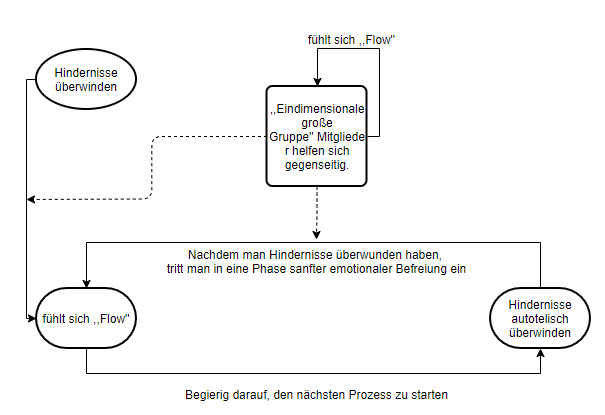 fühlt sich ,,Flow"
Hindernisse
überwinden
,,Eindimensionale
große
Gruppe" Mitgliede
r helfen sich
gegenseitig.
Nachdem man Hindernisse überwunden haben,
tritt man in eine Phase sanfter emotionaler Befreiung ein
fühlt sich ,,Flow"
Hindernisse
autotelisch
überwinden
Begierig darauf, den nächsten Prozess zu starten